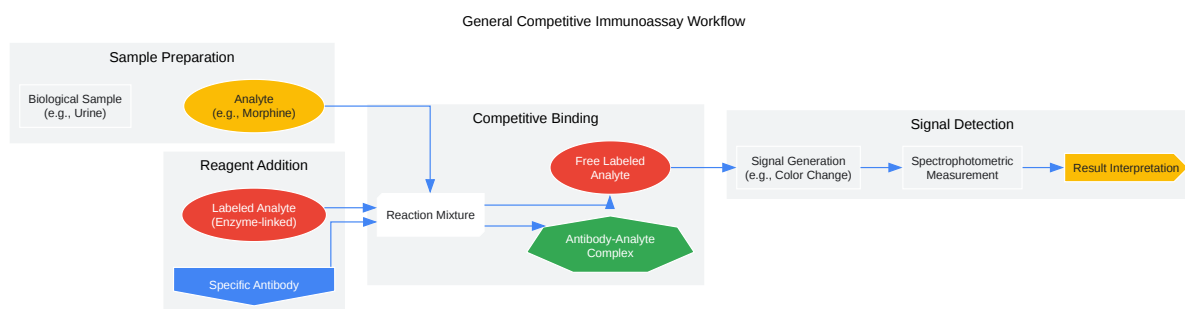 General Competitive Immunoassay Workflow
Sample Preparation
Biological Sample
(e.g., Urine)
Analyte
(e.g., Morphine)
Reagent Addition
Labeled Analyte
(Enzyme-linked)
Specific Antibody
Competitive Binding
Reaction Mixture
Free Labeled
Analyte
Antibody-Analyte
Complex
Signal Detection
Signal Generation
(e.g., Color Change)
Spectrophotometric
Measurement
Result Interpretation